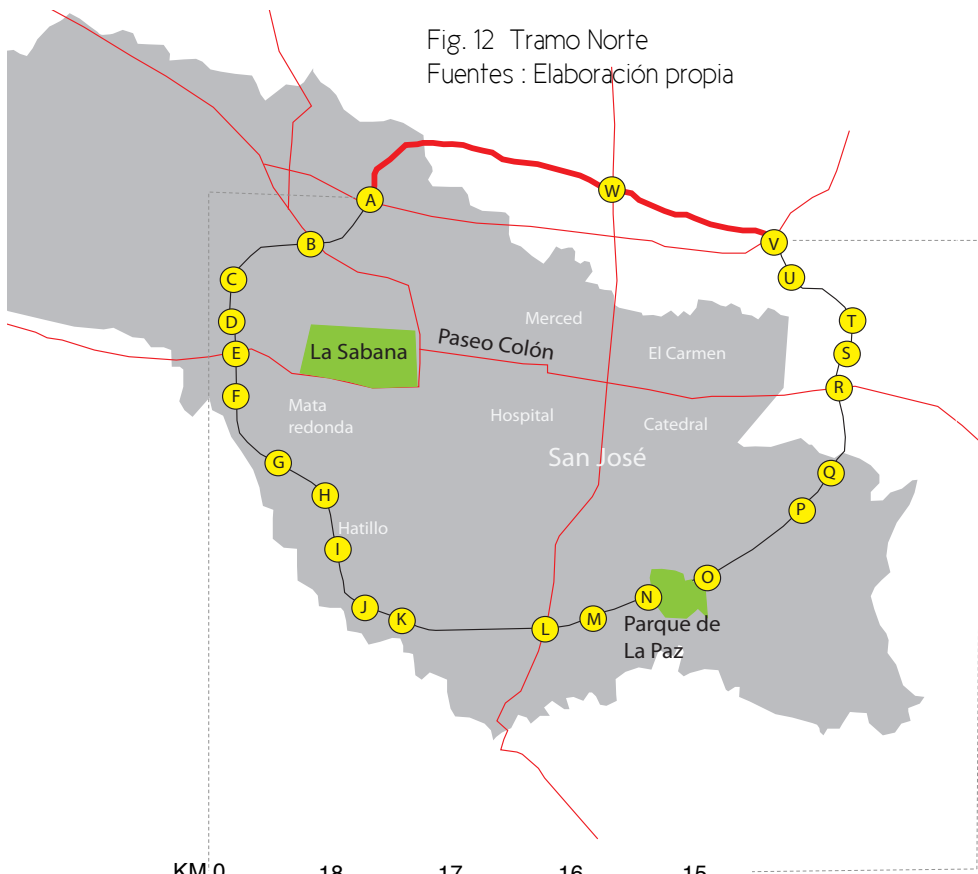 Fig. 12 Tramo Norte
Fuentes : Elaboración propia
A
W
B
V
C
U
D
T
Merced
E
La Sabana
Paseo Colón
El Carmen
S
R
F
Mata
redonda
Hospital
Catedral
San José
G
Q
H
P
Hatillo
I
O
N
J
K
M
L
Parque de
La Paz
KM 0 18 17 16 15